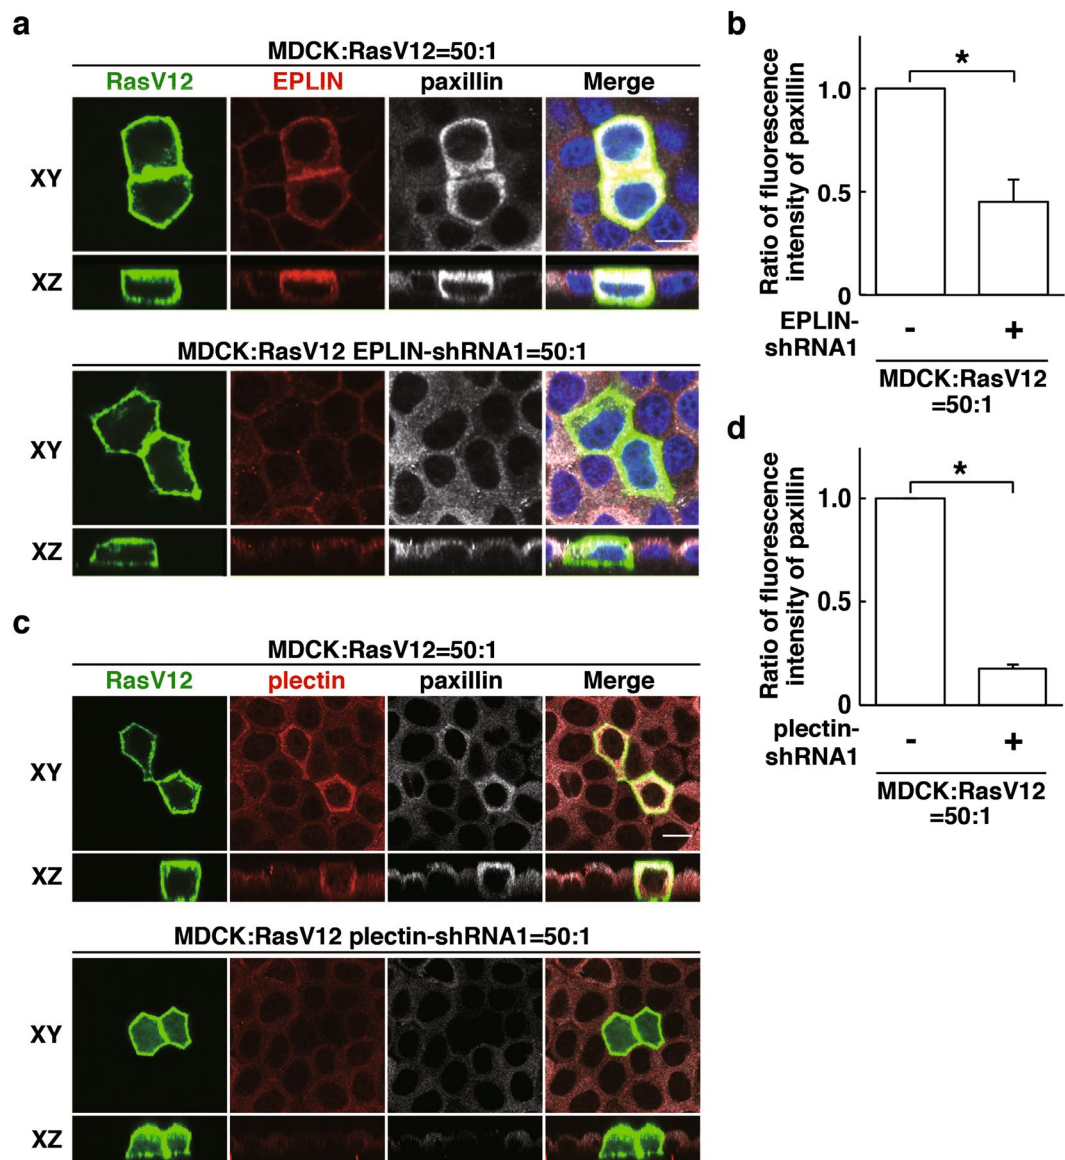 a
MDCK:RasV12=50:1
RasV12 EPLIN paxillin Merge
XY
XZ
MDCK:RasV12 EPLIN-shRNA1=50:1
XY
XZ
b
Ratio of fluorescence
intensity of paxillin
1.0
0.5
0
*
EPLIN-
shRNA1
- +
MDCK:RasV12
=50:1
c
MDCK:RasV12=50:1
RasV12 plectin paxillin Merge
XY
XZ
MDCK:RasV12 plectin-shRNA1=50:1
XY
XZ
d
Ratio of fluorescence
intensity of paxillin
1.0
0.5
0
*
plectin-
shRNA1
- +
MDCK:RasV12
=50:1